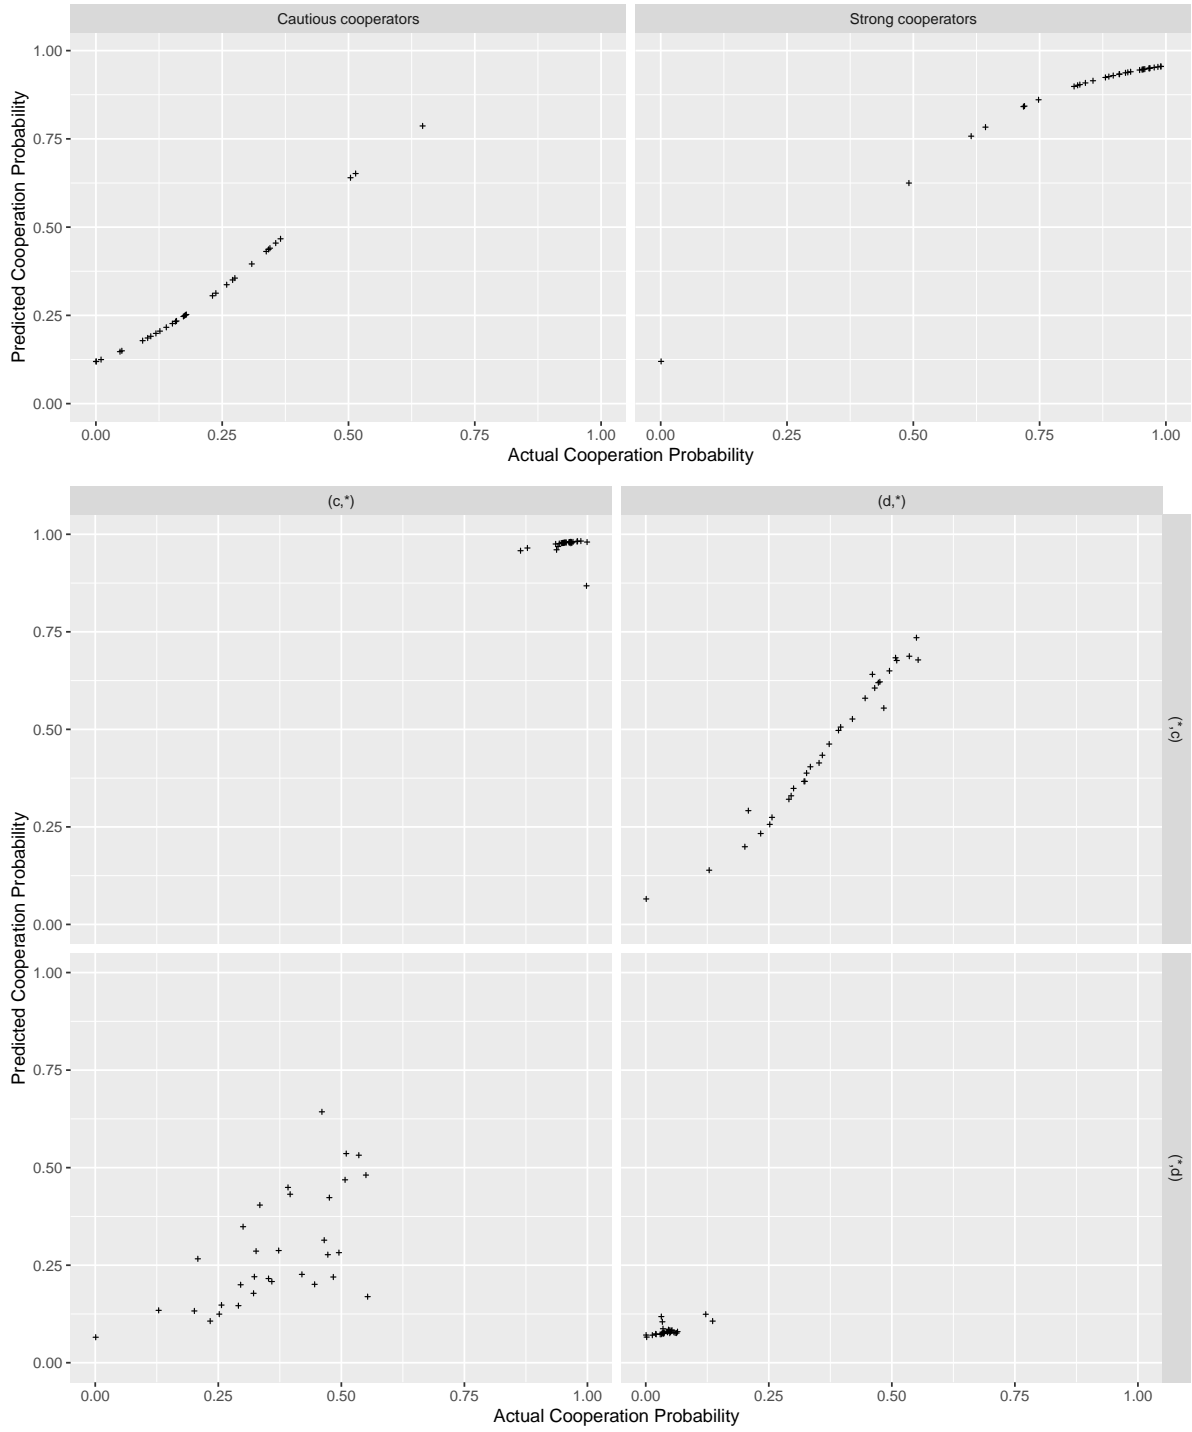 Cautious cooperators Strong cooperators
1.00
0.75
0.50
0.25
0.00
Predicted Cooperation Probability
0.00 0.25 0.50 0.75 1.00 0.00 0.25 0.50 0.75 1.00
Actual Cooperation Probability
(c,*) (d,*)
1.00
0.75
0.50
0.25
0.00
(*,c)
Predicted Cooperation Probability
1.00
0.75
0.50
0.25
0.00
(*,d)
0.00 0.25 0.50 0.75 1.00 0.00 0.25 0.50 0.75 1.00
Actual Cooperation Probability